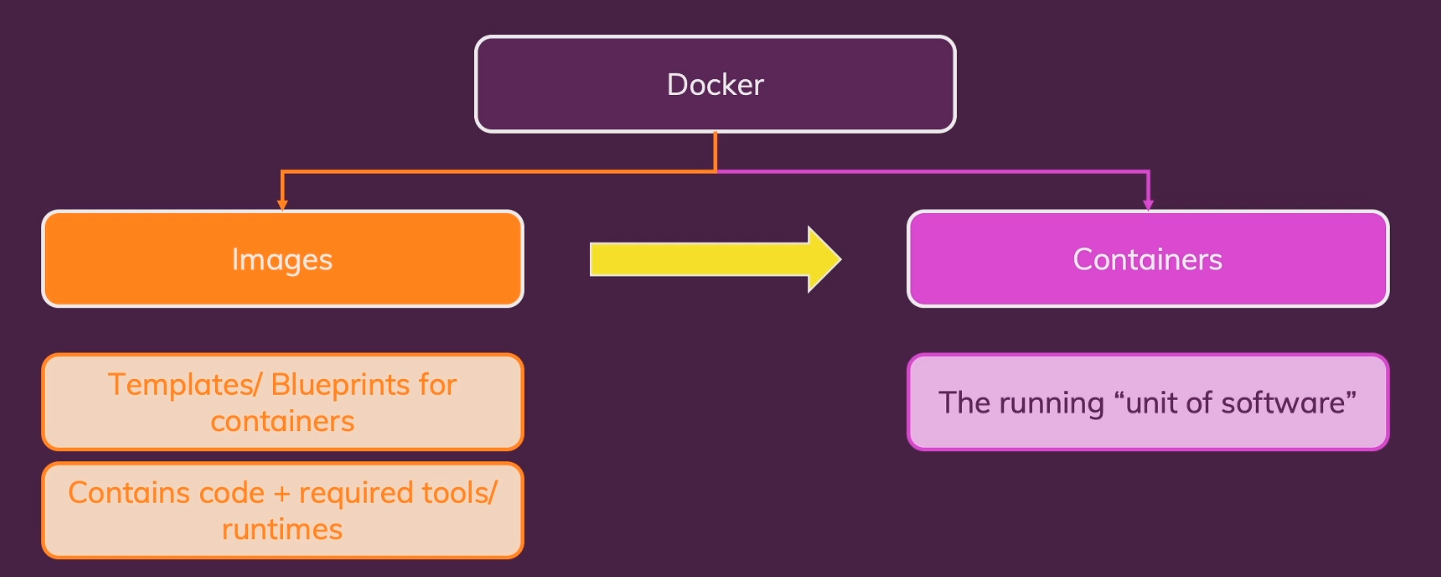 Docker
Images
Containers
Templates/ Blueprints for
containers
The running “unit of software”
Contains code + required tools/
runtimes